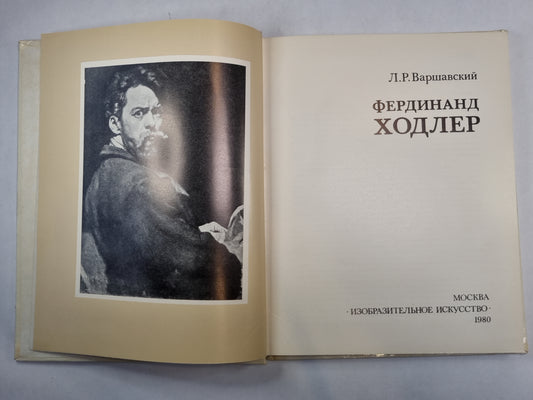 Л.Р.Варшавский
ФЕРДИНАНД
ХОДЛЕР
МОСКВА
·ИЗОБРАЗИТЕЛЬНОЕ ИСКУССТВО·
1980